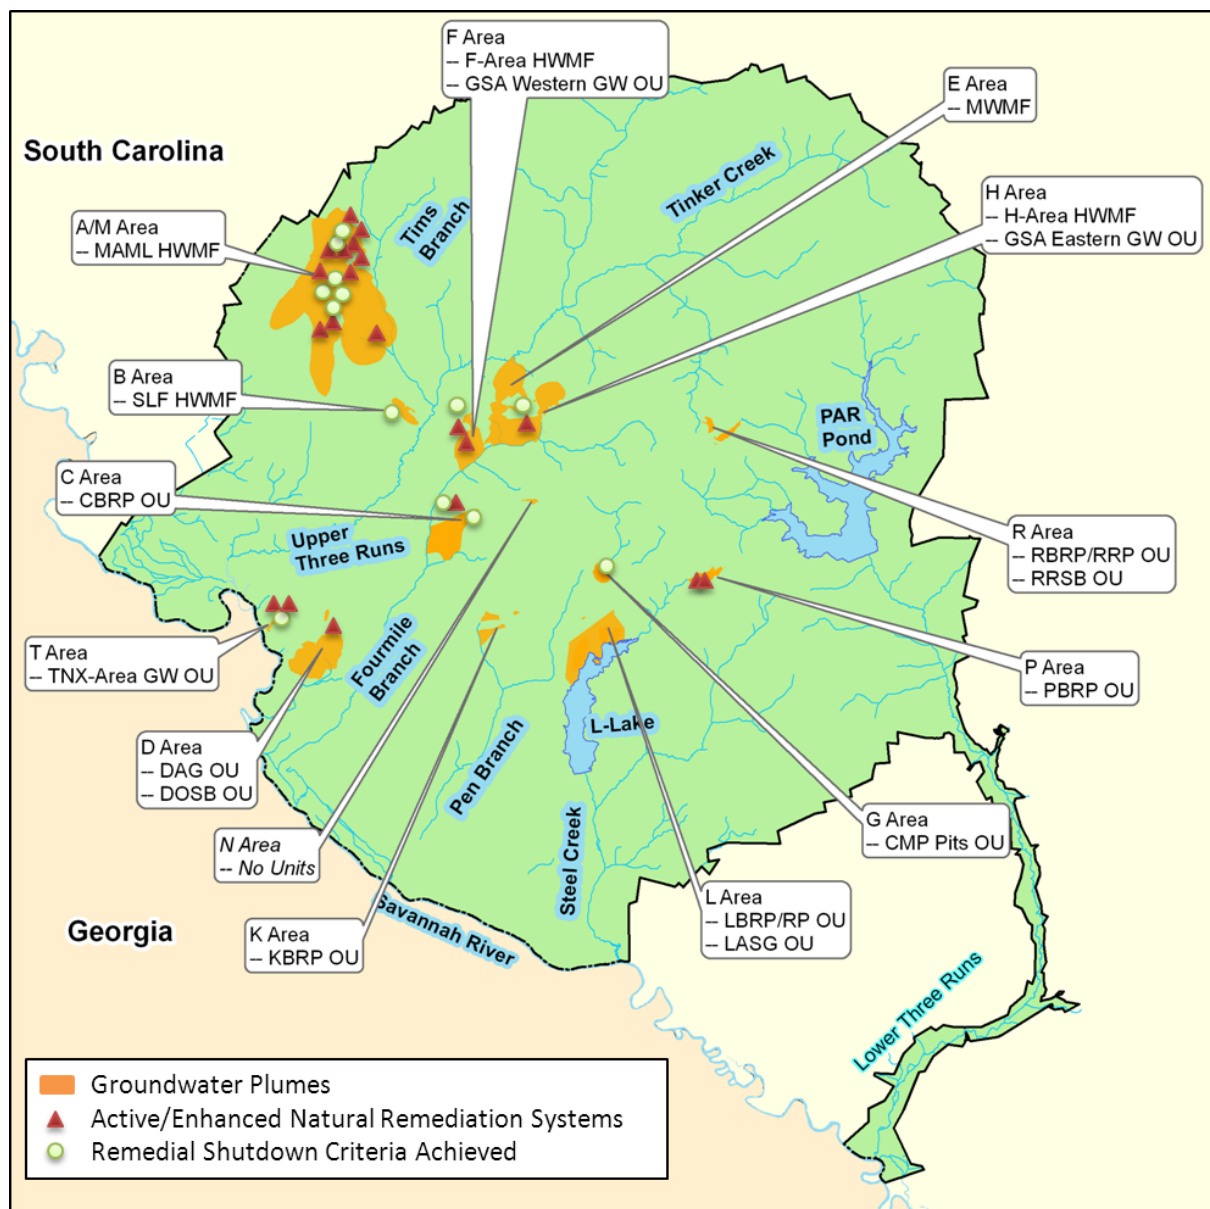 F Area
-- F-Area HWMF
-- GSA Western GW OU
E Area
-- MWMF
South Carolina
Tinker Creek
Tims
Branch
H Area
-- H-Area HWMF
-- GSA Eastern GW OU
A/M Area
-- MAML HWMF
B Area
-- SLF HWMF
PAR
Pond
C Area
-- CBRP OU
Upper
Three Runs
R Area
-- RBRP/RRP OU
-- RRSB OU
T Area
-- TNX-Area GW OU
Fourmile
Branch
P Area
-- PBRP OU
L-Lake
D Area
-- DAG OU
-- DOSB OU
Pen Branch
G Area
-- CMP Pits OU
N Area
-- No Units
Steel Creek
L Area
-- LBRP/RP OU
-- LASG OU
Savannah River
Georgia
K Area
-- KBRP OU
Lower Three Runs
Groundwater Plumes
Active/Enhanced Natural Remediation Systems
Remedial Shutdown Criteria Achieved